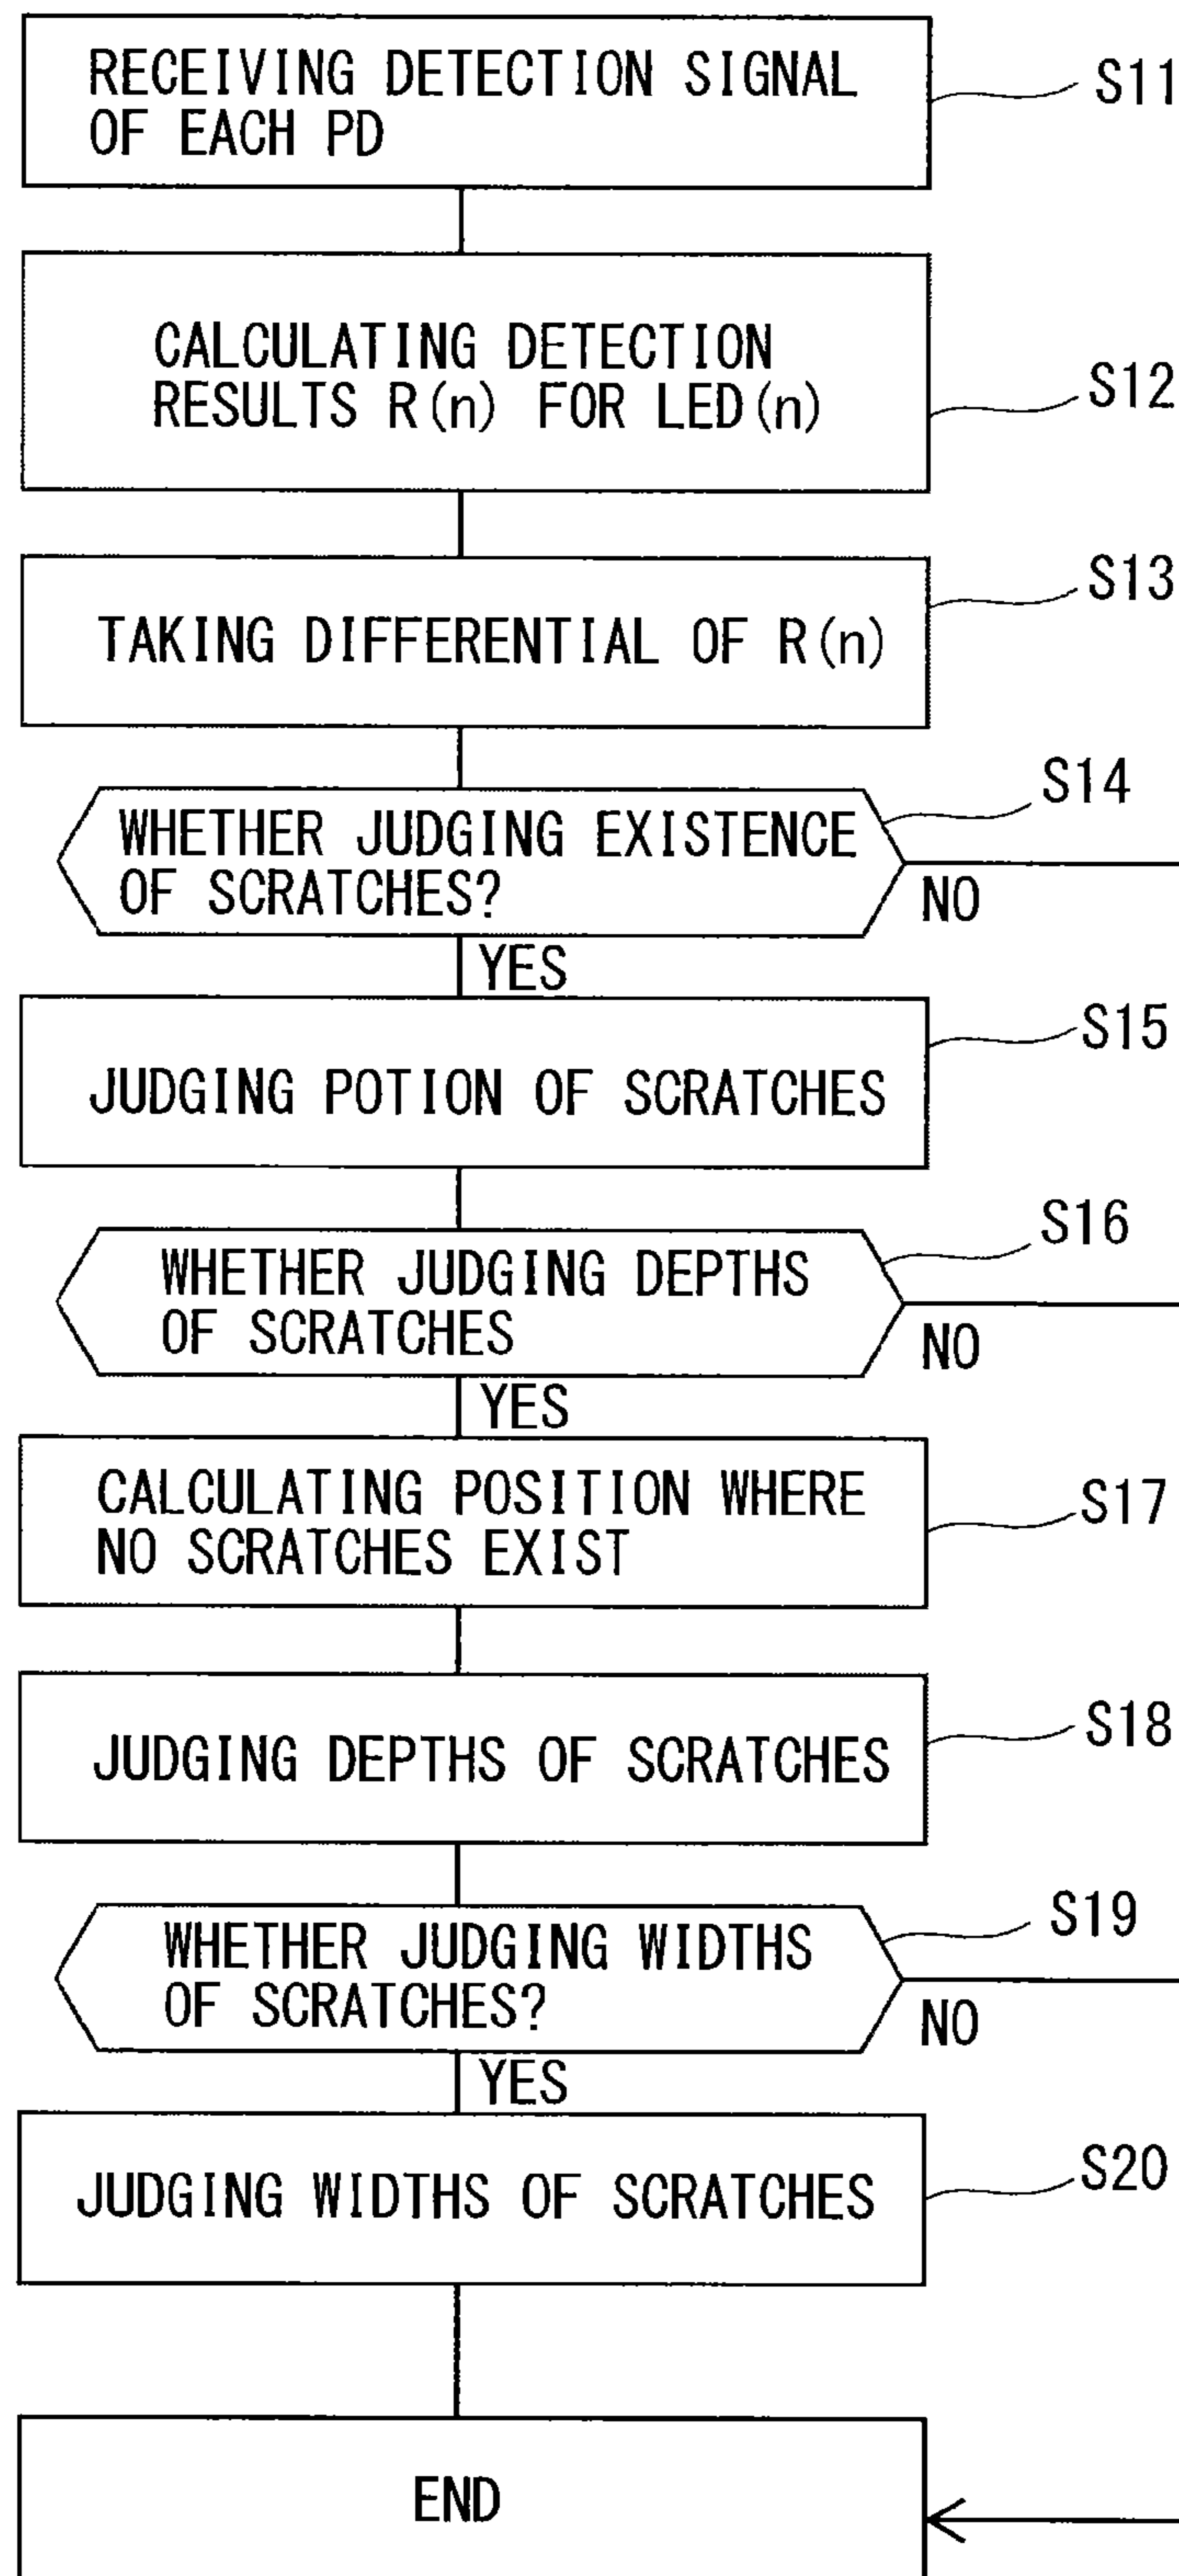 RECEIVING DETECTION SIGNAL
OF EACH PD
S11
CALCULATING DETECTION
RESULTS R(n) FOR LED(n)
S12
TAKING DIFFERENTIAL OF R(n)
S13
WHETHER JUDGING EXISTENCE
OF SCRATCHES?
S14
NO
YES
JUDGING POTION OF SCRATCHES
S15
WHETHER JUDGING DEPTHS
OF SCRATCHES
S16
NO
YES
CALCULATING POSITION WHERE
NO SCRATCHES EXIST
S17
JUDGING DEPTHS OF SCRATCHES
S18
WHETHER JUDGING WIDTHS
OF SCRATCHES?
S19
NO
YES
JUDGING WIDTHS OF SCRATCHES
S20
END